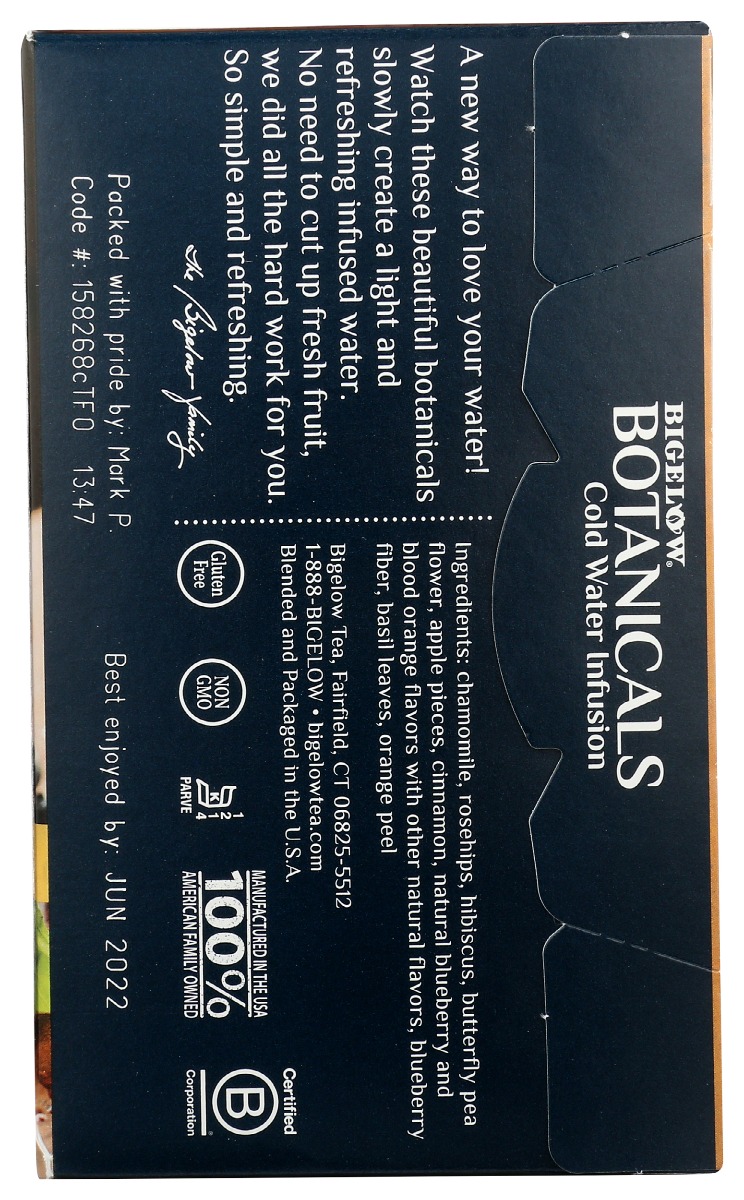 BIGELOW®
BOTANICALS
Cold Water Infusion
A new way to love your water!
Watch these beautiful botanicals
slowly create a light and
refreshing infused water.
No need to cut up fresh fruit,
we did all the hard work for you.
So simple and refreshing.
The Bigelow Family
Ingredients: chamomile, rosehips, hibiscus, butterfly pea
flower, apple pieces, cinnamon, natural blueberry and
blood orange flavors with other natural flavors, blueberry
fiber, basil leaves, orange peel
Bigelow Tea, Fairfield, CT 06825-5512
1-888-BIGELOW • bigelowtea.com
Blended and Packaged in the U.S.A.
Gluten
Free
NON
GMO
K
1
2
1
4
PARVE
MANUFACTURED IN THE USA
100%
AMERICAN FAMILY OWNED
Certified
B
Corporation
Packed with pride by: Mark P.
Code #: 158268cTFO 13:47
Best enjoyed by: JUN 2022